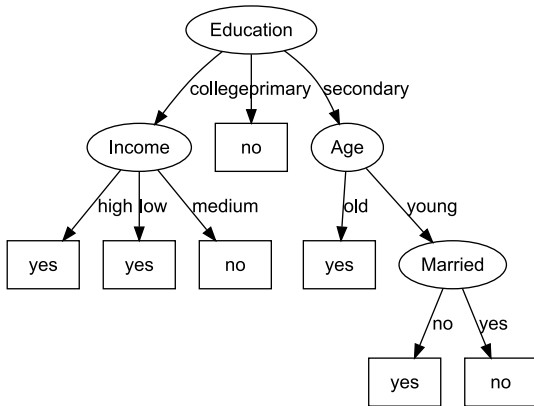 Education
college primary secondary
Income no Age
high low medium old young
yes yes no yes Married
no yes
yes no